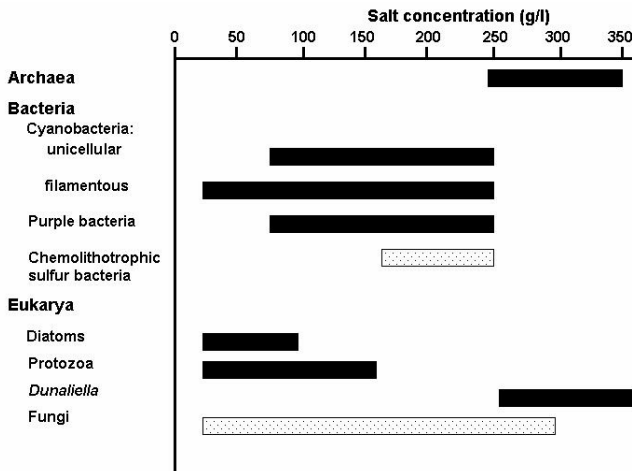 Salt concentration (g/l)
0 50 100 150 200 250 300 350
Archaea
Bacteria
Cyanobacteria:
unicellular
filamentous
Purple bacteria
Chemolithotrophic
sulfur bacteria
Eukarya
Diatoms
Protozoa
Dunaliella
Fungi